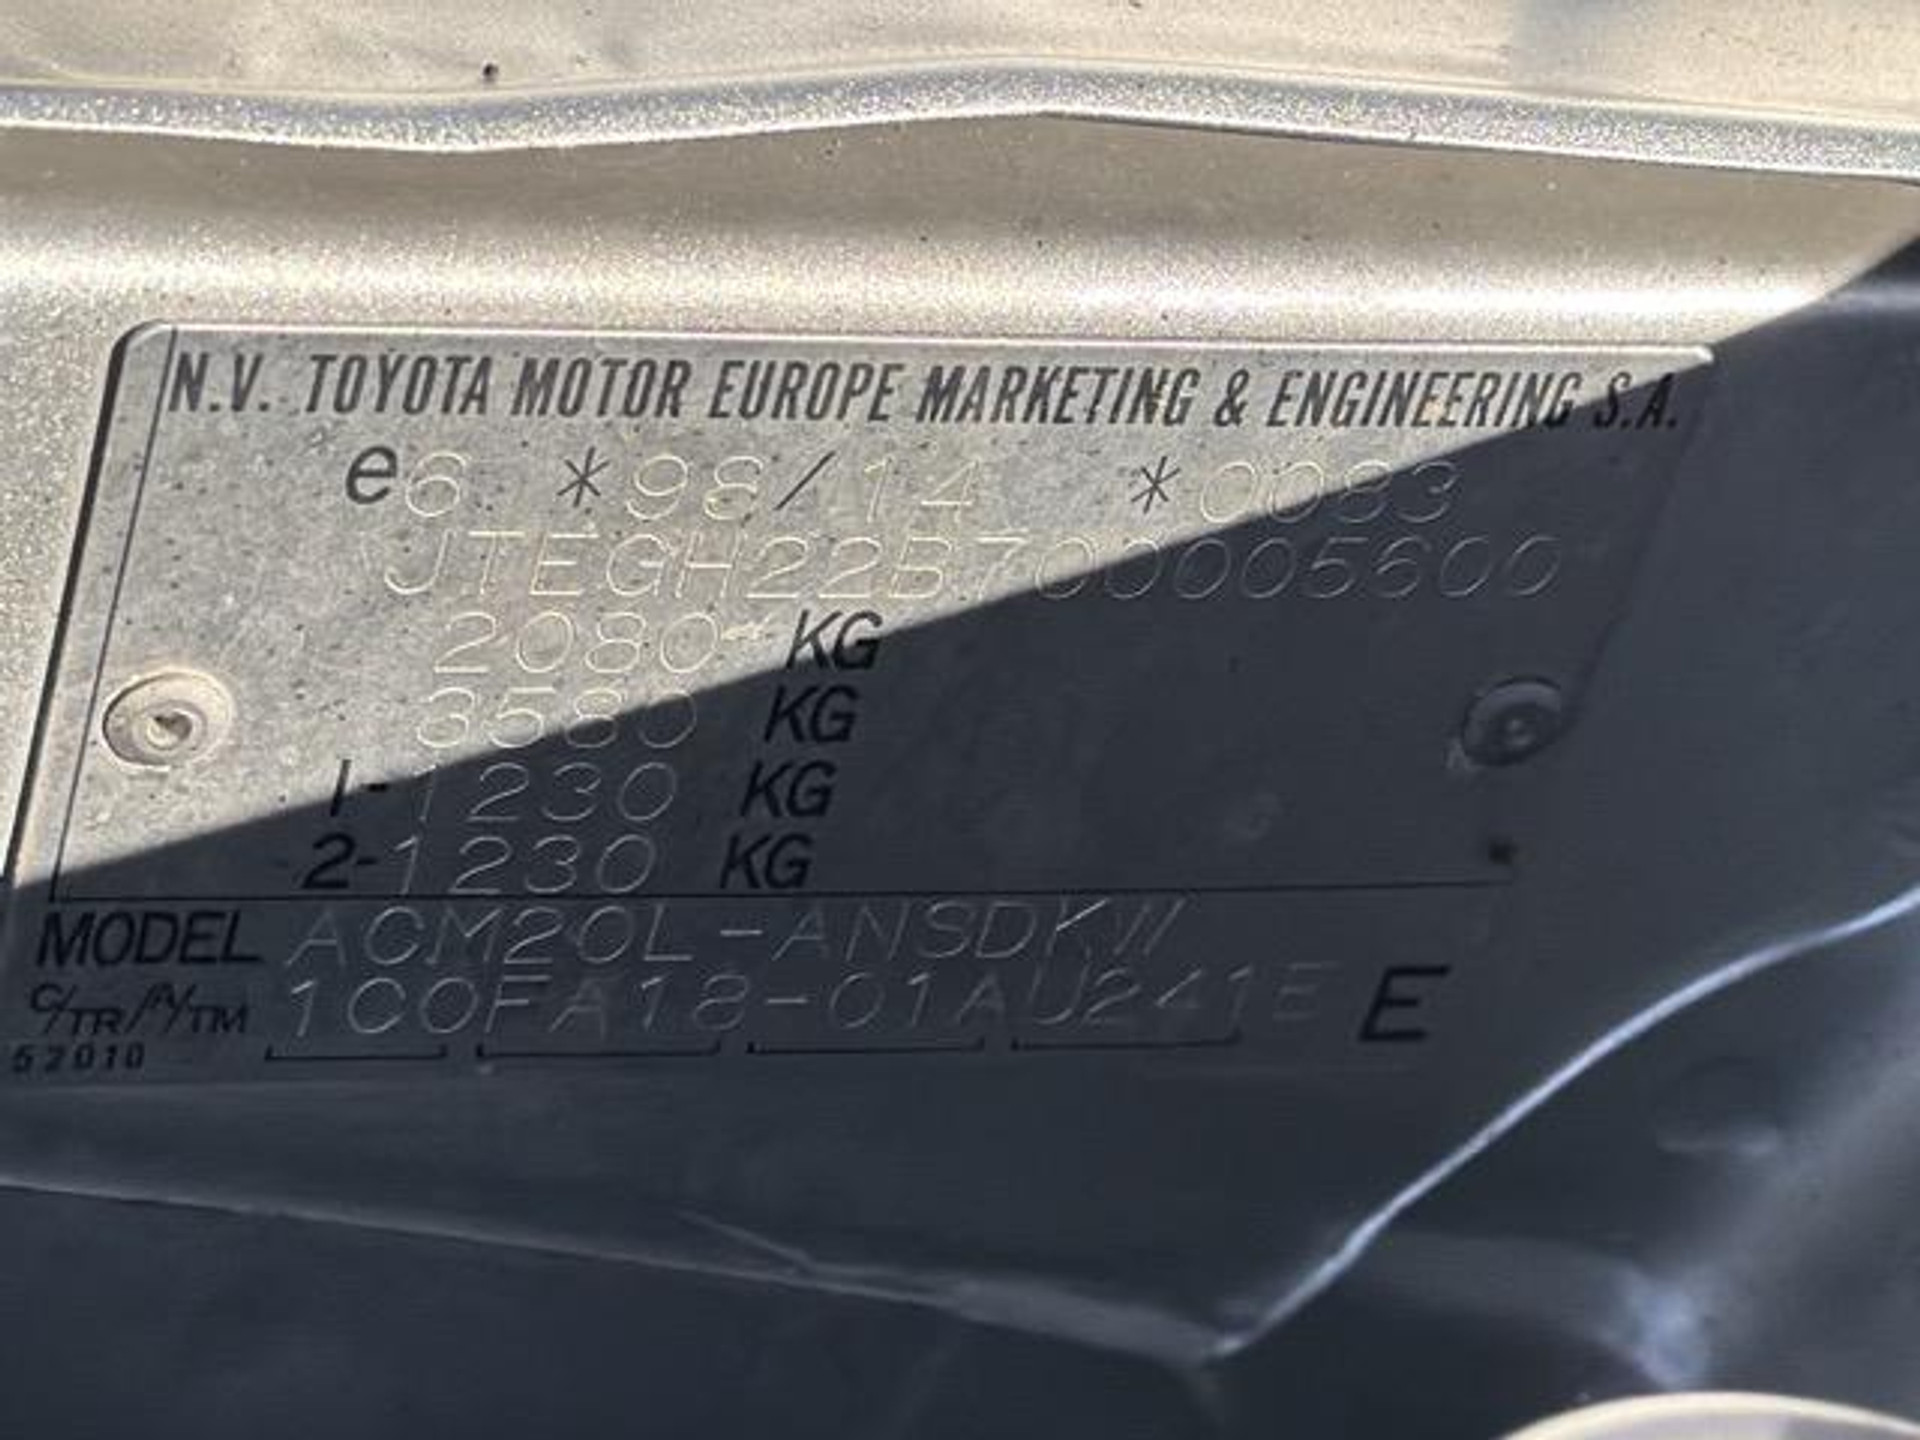 N.V. TOYOTA MOTOR EUROPE MARKETING & ENGINEERING S.A.
e6 *98/14 *0083
JTEGH22B700005600
2080 KG
3580 KG
1-1230 KG
2-1230 KG
MODEL ACM20L-ANSDKW
C/TR/A/TM 1C0FA18-01AU241E E
52010